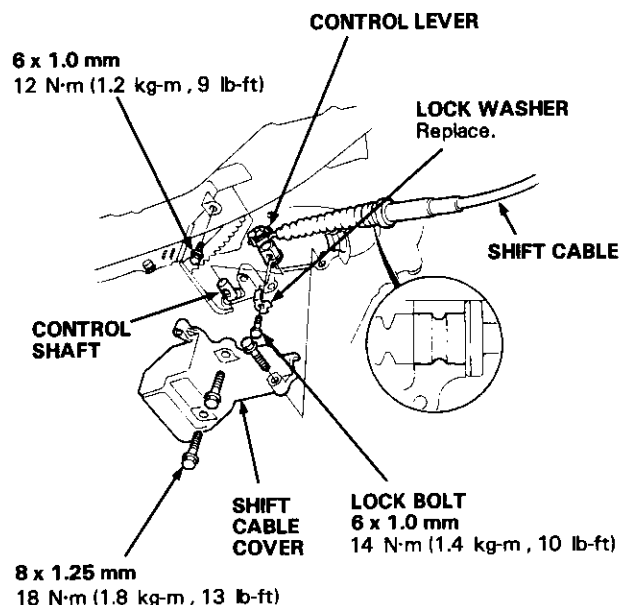 CONTROL LEVER
6 x 1.0 mm
12 N·m (1.2 kg-m , 9 lb-ft)
LOCK WASHER
Replace.
SHIFT CABLE
CONTROL
SHAFT
SHIFT
CABLE
COVER
LOCK BOLT
6 x 1.0 mm
14 N·m (1.4 kg-m , 10 lb-ft)
8 x 1.25 mm
18 N·m (1.8 kg-m , 13 lb-ft)